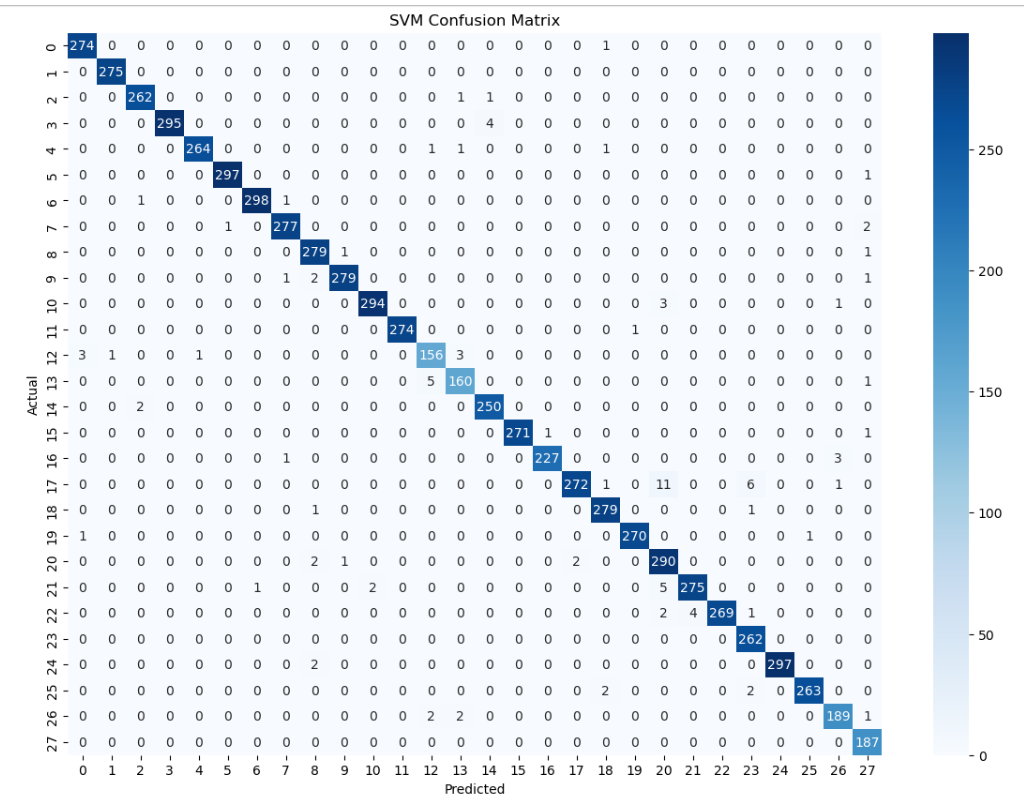 SVM Confusion Matrix
0 274 0 0 0 0 0 0 0 0 0 0 0 0 0 0 0 0 0 1 0 0 0 0 0 0 0 0 0
1 0 275 0 0 0 0 0 0 0 0 0 0 0 0 0 0 0 0 0 0 0 0 0 0 0 0 0 0
2 0 0 262 0 0 0 0 0 0 0 0 0 0 1 1 0 0 0 0 0 0 0 0 0 0 0 0 0
3 0 0 0 295 0 0 0 0 0 0 0 0 0 0 4 0 0 0 0 0 0 0 0 0 0 0 0 0
4 0 0 0 0 264 0 0 0 0 0 0 0 1 1 0 0 0 0 1 0 0 0 0 0 0 0 0 0
5 0 0 0 0 0 297 0 0 0 0 0 0 0 0 0 0 0 0 0 0 0 0 0 0 0 0 0 1
6 0 0 1 0 0 0 298 1 0 0 0 0 0 0 0 0 0 0 0 0 0 0 0 0 0 0 0 0
7 0 0 0 0 0 1 0 277 0 0 0 0 0 0 0 0 0 0 0 0 0 0 0 0 0 0 0 2
8 0 0 0 0 0 0 0 0 279 1 0 0 0 0 0 0 0 0 0 0 0 0 0 0 0 0 0 1
9 0 0 0 0 0 0 0 1 2 279 0 0 0 0 0 0 0 0 0 0 0 0 0 0 0 0 0 1
10 0 0 0 0 0 0 0 0 0 0 294 0 0 0 0 0 0 0 0 0 3 0 0 0 0 0 1 0
11 0 0 0 0 0 0 0 0 0 0 0 274 0 0 0 0 0 0 0 1 0 0 0 0 0 0 0 0
12 3 1 0 0 1 0 0 0 0 0 0 0 156 3 0 0 0 0 0 0 0 0 0 0 0 0 0 0
13 0 0 0 0 0 0 0 0 0 0 0 0 5 160 0 0 0 0 0 0 0 0 0 0 0 0 0 1
14 0 0 2 0 0 0 0 0 0 0 0 0 0 0 250 0 0 0 0 0 0 0 0 0 0 0 0 0
15 0 0 0 0 0 0 0 0 0 0 0 0 0 0 0 271 1 0 0 0 0 0 0 0 0 0 0 1
16 0 0 0 0 0 0 0 1 0 0 0 0 0 0 0 0 227 0 0 0 0 0 0 0 0 0 3 0
17 0 0 0 0 0 0 0 0 0 0 0 0 0 0 0 0 0 272 1 0 11 0 0 6 0 0 1 0
18 0 0 0 0 0 0 0 0 1 0 0 0 0 0 0 0 0 0 279 0 0 0 0 1 0 0 0 0
19 1 0 0 0 0 0 0 0 0 0 0 0 0 0 0 0 0 0 0 270 0 0 0 0 0 1 0 0
20 0 0 0 0 0 0 0 0 2 1 0 0 0 0 0 0 0 2 0 0 290 0 0 0 0 0 0 0
21 0 0 0 0 0 0 1 0 0 0 2 0 0 0 0 0 0 0 0 0 5 275 0 0 0 0 0 0
22 0 0 0 0 0 0 0 0 0 0 0 0 0 0 0 0 0 0 0 0 2 4 269 1 0 0 0 0
23 0 0 0 0 0 0 0 0 0 0 0 0 0 0 0 0 0 0 0 0 0 0 0 262 0 0 0 0
24 0 0 0 0 0 0 0 0 2 0 0 0 0 0 0 0 0 0 0 0 0 0 0 0 297 0 0 0
25 0 0 0 0 0 0 0 0 0 0 0 0 0 0 0 0 0 0 2 0 0 0 0 2 0 263 0 0
26 0 0 0 0 0 0 0 0 0 0 0 0 2 2 0 0 0 0 0 0 0 0 0 0 0 0 189 1
27 0 0 0 0 0 0 0 0 0 0 0 0 0 0 0 0 0 0 0 0 0 0 0 0 0 0 0 187
0 1 2 3 4 5 6 7 8 9 10 11 12 13 14 15 16 17 18 19 20 21 22 23 24 25 26 27
Predicted
Actual
250
200
150
100
50
0